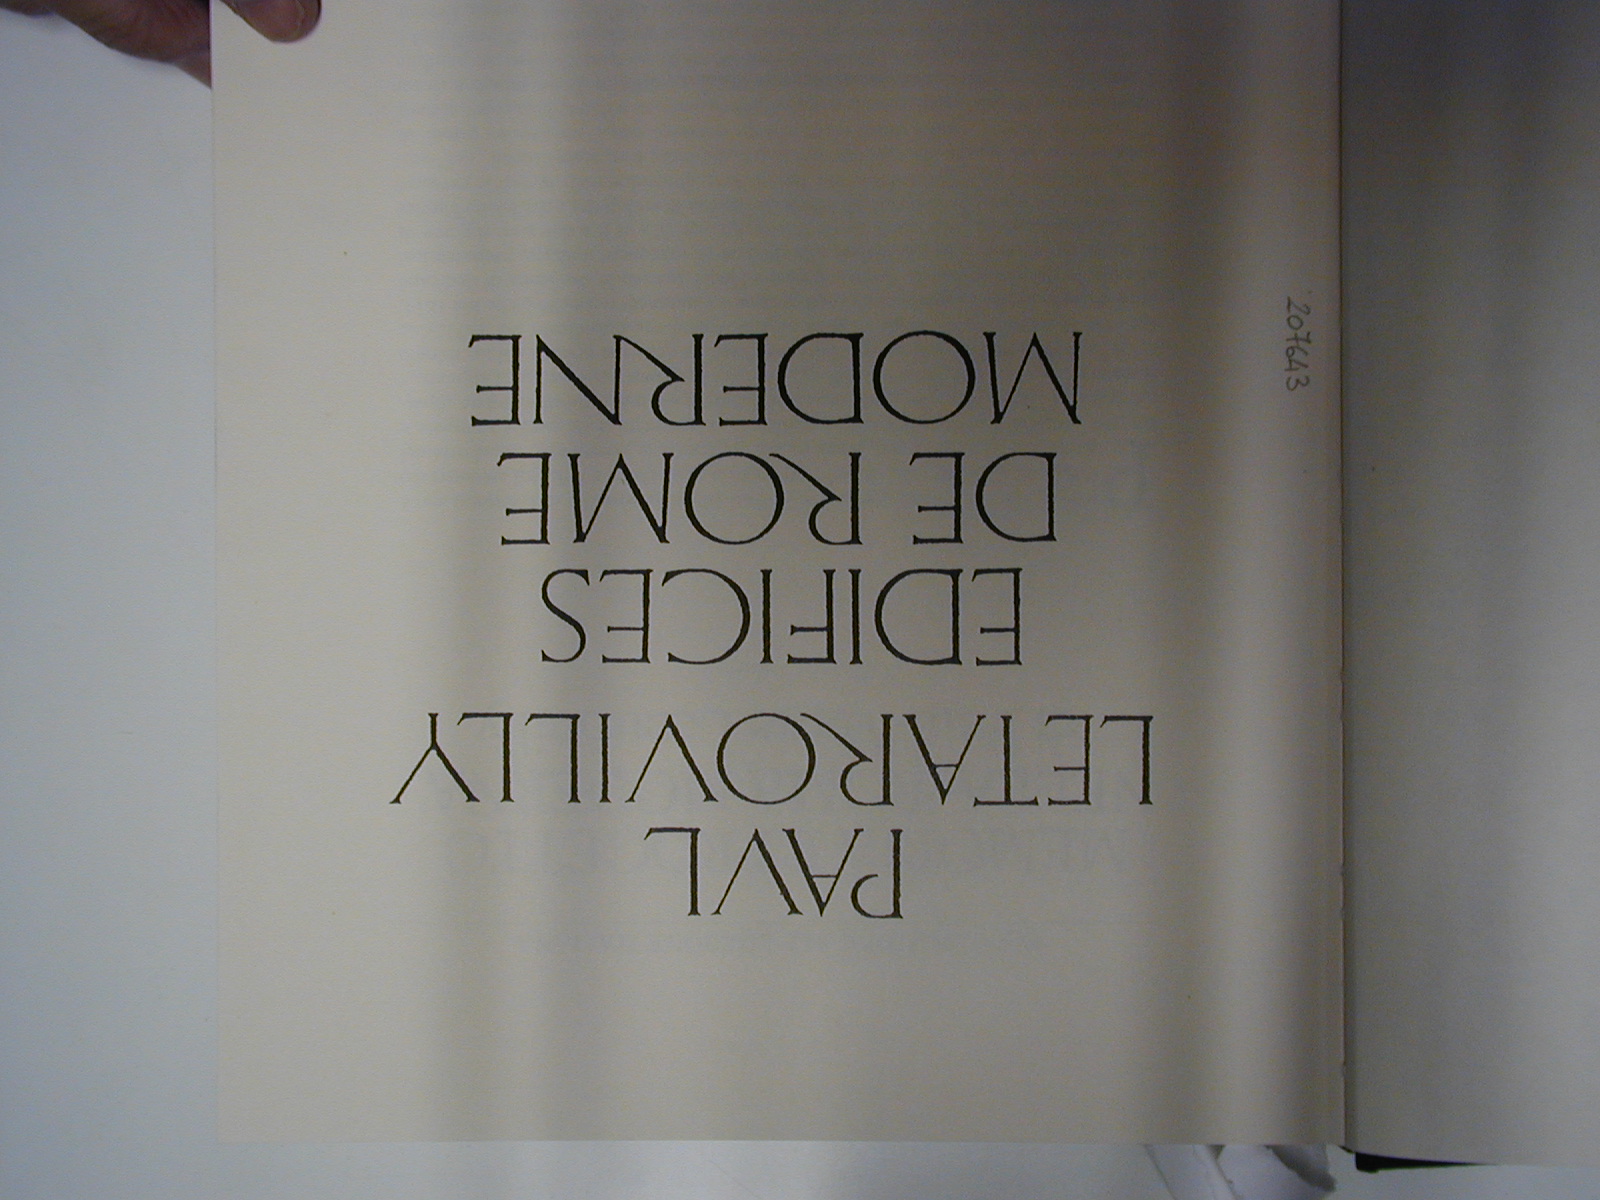 PAVL
LETAROVILLY
EDIFICES
DE ROME
MODERNE
207643